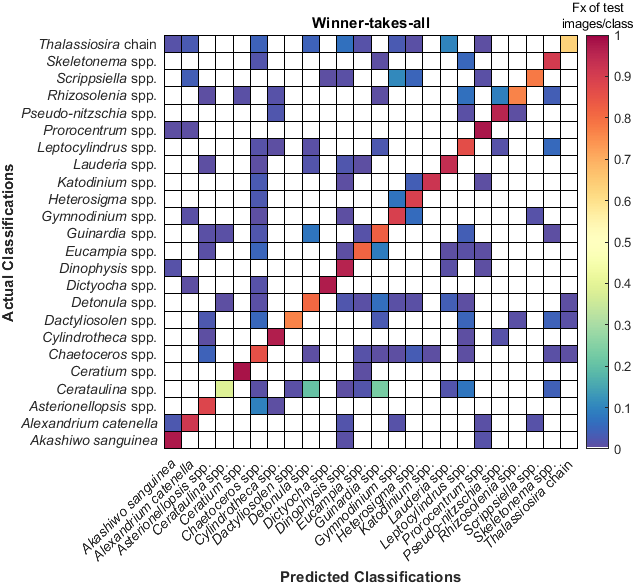 Fx of test
images/class
Winner-takes-all
Thalassiosira chain
Skeletonema spp.
Scrippsiella spp.
Rhizosolenia spp.
Pseudo-nitzschia spp.
Prorocentrum spp.
Leptocylindrus spp.
Lauderia spp.
Katodinium spp.
Heterosigma spp.
Gymnodinium spp.
Guinardia spp.
Eucampia spp.
Dinophysis spp.
Dictyocha spp.
Detonula spp.
Dactyliosolen spp.
Cylindrotheca spp.
Chaetoceros spp.
Ceratium spp.
Cerataulina spp.
Asterionellopsis spp.
Alexandrium catenella
Akashiwo sanguinea
Actual Classifications
1
0.9
0.8
0.7
0.6
0.5
0.4
0.3
0.2
0.1
0
Akashiwo sanguinea
Alexandrium catenella
Asterionellopsis spp.
Cerataulina spp.
Ceratium spp.
Chaetoceros spp.
Cylindrotheca spp.
Dactyliosolen spp.
Detonula spp.
Dictyocha spp.
Dinophysis spp.
Eucampia spp.
Guinardia spp.
Gymnodinium spp.
Heterosigma spp.
Katodinium spp.
Lauderia spp.
Leptocylindrus spp.
Prorocentrum spp.
Pseudo-nitzschia spp.
Rhizosolenia spp.
Scrippsiella spp.
Skeletonema spp.
Thalassiosira chain
Predicted Classifications